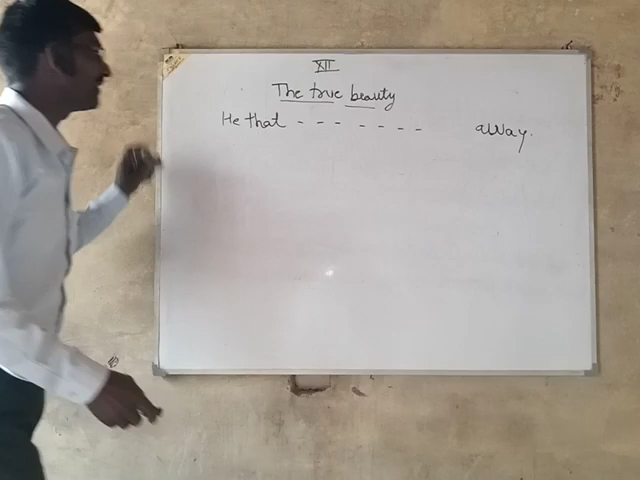 XII
The true beauty
He that - - - - - - - away.